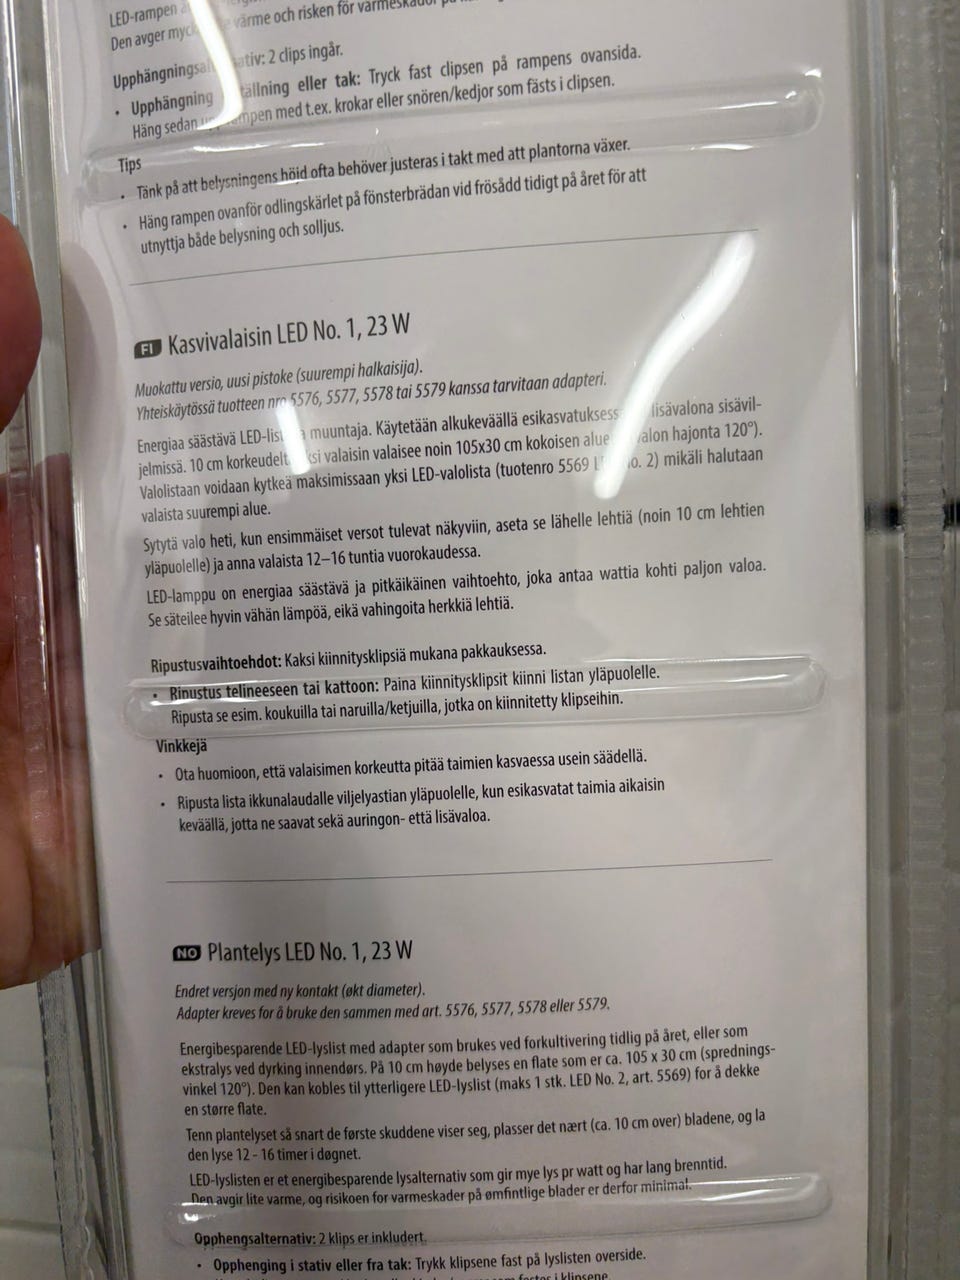 LED-rampen
Den avger värme och risken för
Upphängningsalternativ: 2 clips ingår.
• Upphängning ställning eller tak: Tryck fast clipsen på rampens ovansida.
Häng sedan rampen med t.ex. krokar eller snören/kedjor som fästs i clipsen.
Tips
• Tänk på att belysningens höjd ofta behöver justeras i takt med att plantorna växer.
• Häng rampen ovanför odlingskärlet på fönsterbrädan vid frösådd tidigt på året för att
utnyttja både belysning och solljus.
FI Kasvivalaisin LED No. 1, 23 W
Muokattu versio, uusi pistoke (suurempi halkaisija).
Yhteiskäytössä tuotteen nro 5576, 5577, 5578 tai 5579 kanssa tarvitaan adapteri.
Energiaa säästävä LED-lista ja muuntaja. Käytetään alkukeväällä esikasvatuksessa lisävalona sisävil-
jelmissä. 10 cm korkeudelta yksi valaisin valaisee noin 105x30 cm kokoisen alueen (valon hajonta 120°).
Valolistaan voidaan kytkeä maksimissaan yksi LED-valolista (tuotenro 5569 LED No. 2) mikäli halutaan
valaista suurempi alue.
Sytytä valo heti, kun ensimmäiset versot tulevat näkyviin, aseta se lähelle lehtiä (noin 10 cm lehtien
yläpuolelle) ja anna valaista 12–16 tuntia vuorokaudessa.
LED-lamppu on energiaa säästävä ja pitkäikäinen vaihtoehto, joka antaa wattia kohti paljon valoa.
Se säteilee hyvin vähän lämpöä, eikä vahingoita herkkiä lehtiä.
Ripustusvaihtoehdot: Kaksi kiinnitysklipsiä mukana pakkauksessa.
• Ripustus telineeseen tai kattoon: Paina kiinnitysklipsit kiinni listan yläpuolelle.
Ripusta se esim. koukuilla tai naruilla/ketjuilla, jotka on kiinnitetty klipseihin.
Vinkkejä
• Ota huomioon, että valaisimen korkeutta pitää taimien kasvaessa usein säädellä.
• Ripusta lista ikkunalaudalle viljelyastian yläpuolelle, kun esikasvatat taimia aikaisin
keväällä, jotta ne saavat sekä auringon- että lisävaloa.
NO Plantelys LED No. 1, 23 W
Endret versjon med ny kontakt (økt diameter).
Adapter kreves for å bruke den sammen med art. 5576, 5577, 5578 eller 5579.
Energibesparende LED-lyslist med adapter som brukes ved forkultivering tidlig på året, eller som
ekstralys ved dyrking innendørs. På 10 cm høyde belyses en flate som er ca. 105 x 30 cm (sprednings-
vinkel 120°). Den kan kobles til ytterligere LED-lyslist (maks 1 stk. LED No. 2, art. 5569) for å dekke
en større flate.
Tenn plantelyset så snart de første skuddene viser seg, plasser det nært (ca. 10 cm over) bladene, og la
den lyse 12 - 16 timer i døgnet.
LED-lyslisten er et energibesparende lysalternativ som gir mye lys pr watt og har lang brenntid.
Den avgir lite varme, og risikoen for varmeskader på ømfintlige blader er derfor minimal.
Opphengsalternativ: 2 klips er inkludert.
• Opphenging i stativ eller fra tak: Trykk klipsene fast på lyslisten overside.